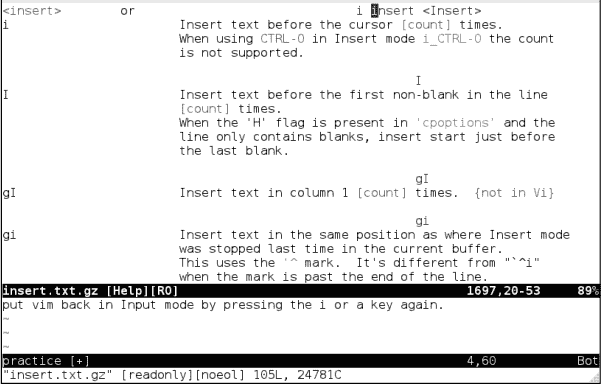 <insert> or i insert <Insert>
i Insert text before the cursor [count] times.
When using CTRL-O in Insert mode i_CTRL-O the count
is not supported.
I
I Insert text before the first non-blank in the line
[count] times.
When the 'H' flag is present in 'cpoptions' and the
line only contains blanks, insert start just before
the last blank.
gI
gI Insert text in column 1 [count] times. {not in Vi}
gi
gi Insert text in the same position as where Insert mode
was stopped last time in the current buffer.
This uses the '^ mark. It's different from "`^i"
when the mark is past the end of the line.
insert.txt.gz [Help][RO] 1697,20-53 89%
put vim back in Input mode by pressing the i or a key again.
~
~
~
practice [+] 4,60 Bot
"insert.txt.gz" [readonly][noeol] 105L, 24781C